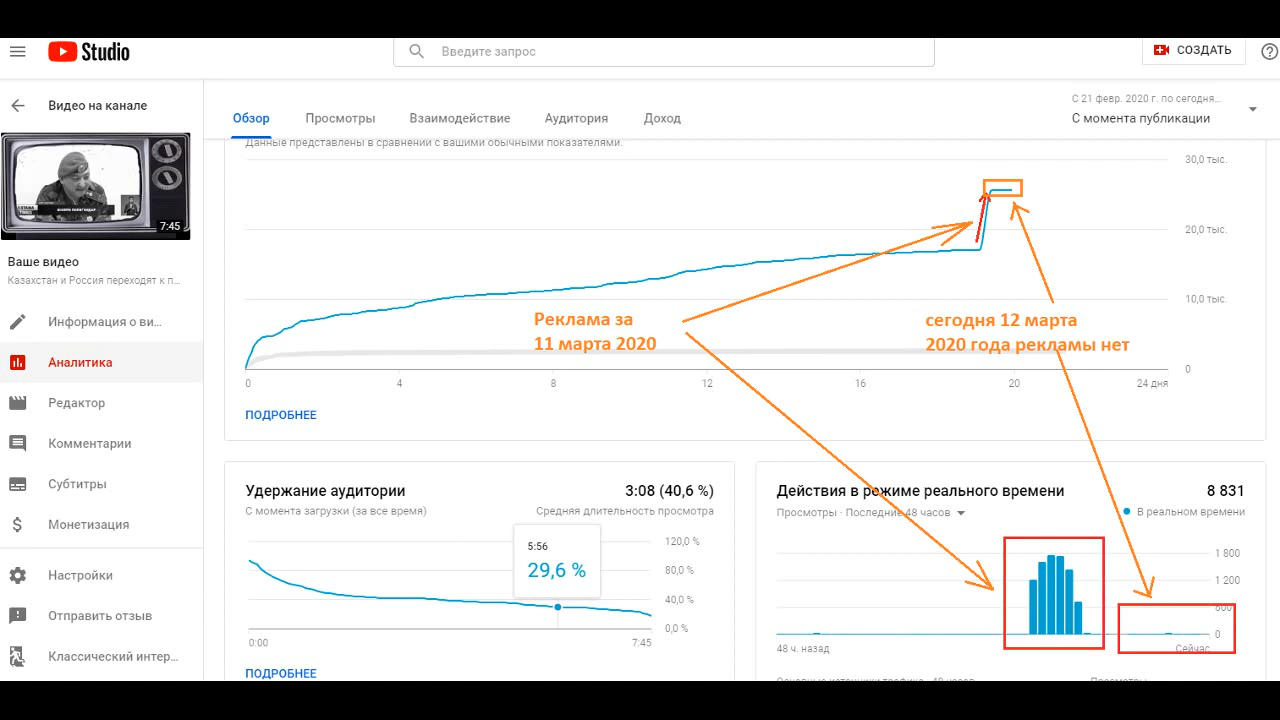 Studio
Введите запрос
СОЗДАТЬ
Видео на канале
7:45
Ваше видео
Казахстан и Россия переходят к п...
Информация о ви...
Аналитика
Редактор
Комментарии
Субтитры
Монетизация
Настройки
Отправить отзыв
Классический интер...
Обзор
Просмотры
Взаимодействие
Аудитория
Доход
С 21 февр. 2020 г. по сегодня...
С момента публикации
Данные представлены в сравнении с вашими обычными показателями.
30,0 тыс.
20,0 тыс.
10,0 тыс.
0
Реклама за
11 марта 2020
сегодня 12 марта
2020 года рекламы нет
0 4 8 12 16 20 24 дня
ПОДРОБНЕЕ
Удержание аудитории
3:08 (40,6 %)
С момента загрузки (за все время)
Средняя длительность просмотра
5:56
29,6 %
120,0 %
80,0 %
40,0 %
0,0 %
0:00 7:45
ПОДРОБНЕЕ
Действия в режиме реального времени
8 831
Просмотры · Последние 48 часов
В реальном времени
1 800
1 200
600
0
48 ч. назад
Сейчас